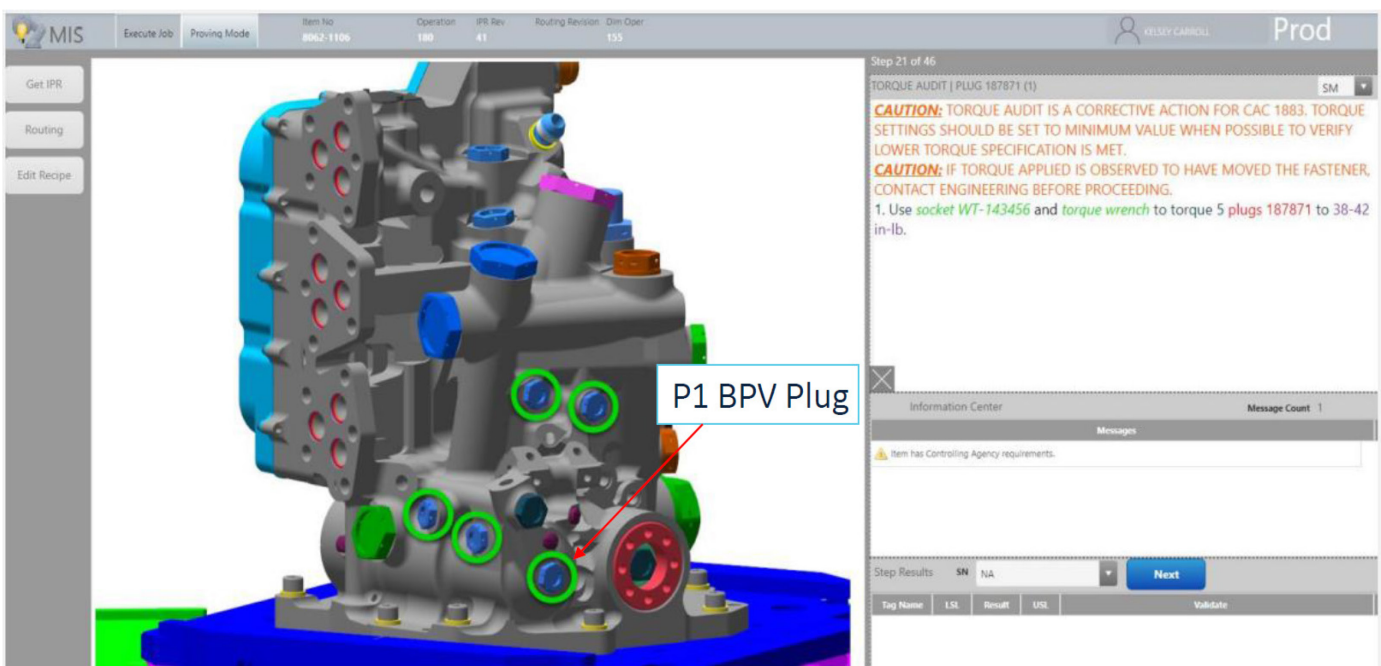 MIS
Execute Job
Proving Mode
Item No
8062-1106
Operation
180
IPR Rev
41
Routing Revision
Dim Oper
155
KELSEY CARROLL
Prod
Get IPR
Routing
Edit Recipe
P1 BPV Plug
Step 21 of 46
TORQUE AUDIT | PLUG 187871 (1)
SM
CAUTION: TORQUE AUDIT IS A CORRECTIVE ACTION FOR CAC 1883. TORQUE
SETTINGS SHOULD BE SET TO MINIMUM VALUE WHEN POSSIBLE TO VERIFY
LOWER TORQUE SPECIFICATION IS MET.
CAUTION: IF TORQUE APPLIED IS OBSERVED TO HAVE MOVED THE FASTENER,
CONTACT ENGINEERING BEFORE PROCEEDING.
1. Use socket WT-143456 and torque wrench to torque 5 plugs 187871 to 38-42
in-lb.
Information Center
Message Count 1
Messages
Item has Controlling Agency requirements.
Step Results SN NA
Next
Tag Name LSL Result USL Validate